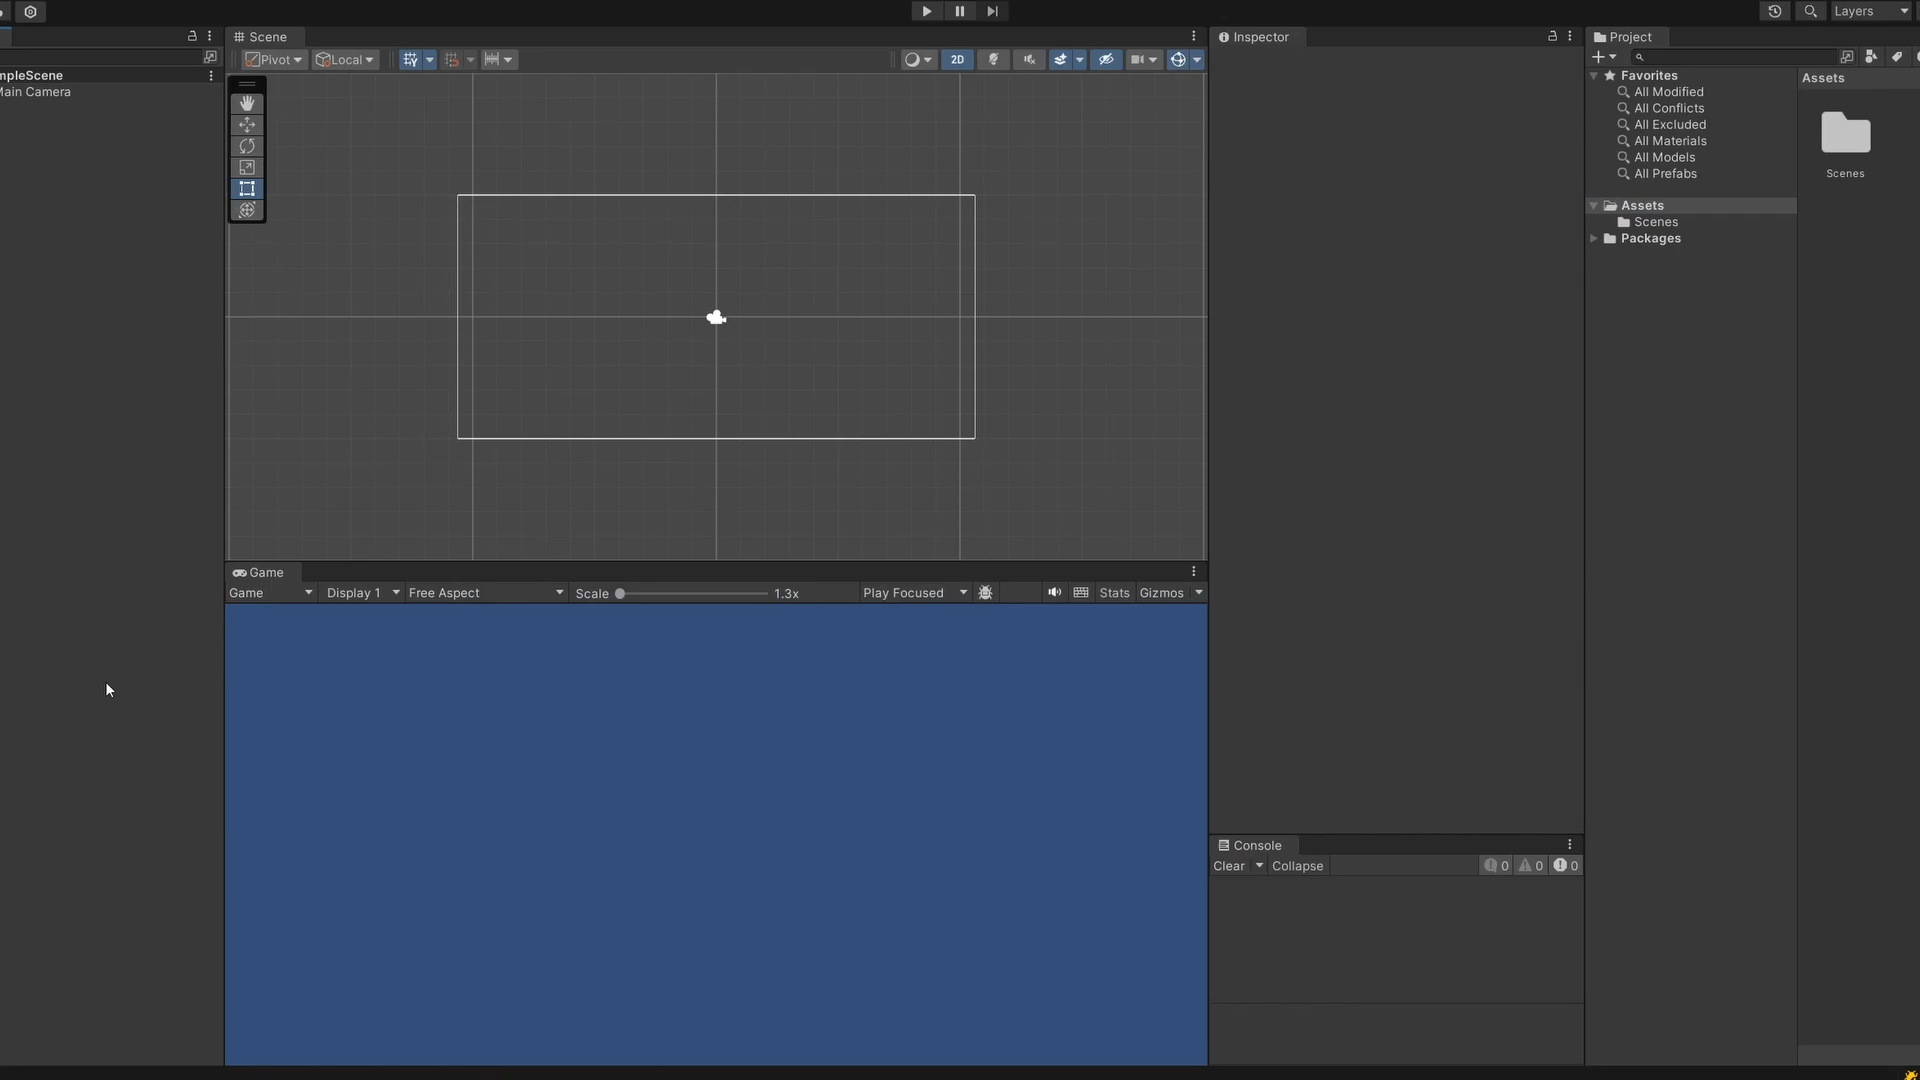 Layers
Scene
Inspector
Project
Pivot
Local
2D
mpleScene
Main Camera
Favorites
All Modified
All Conflicts
All Excluded
All Materials
All Models
All Prefabs
Assets
Scenes
Packages
Assets
Scenes
Game
Game
Display 1
Free Aspect
Scale
1.3x
Play Focused
Stats
Gizmos
Console
Clear
Collapse
0
0
0